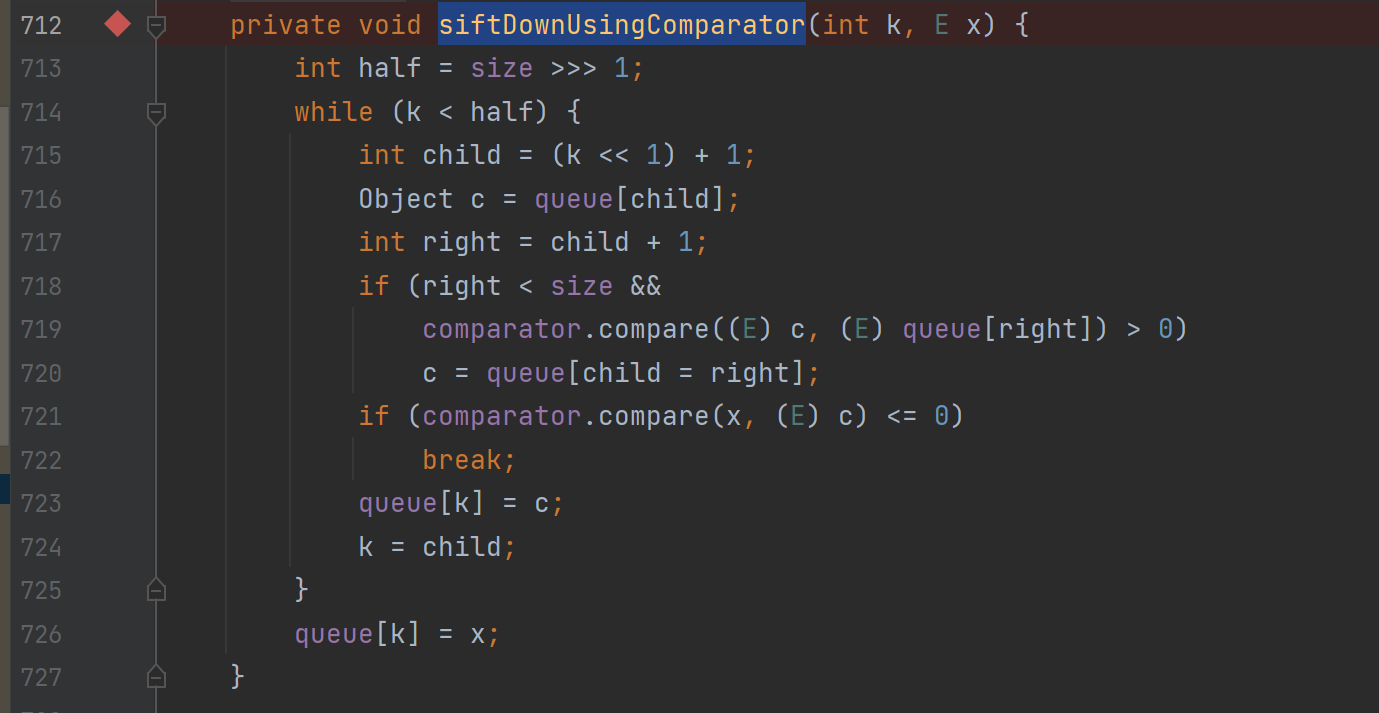 712 private void siftDownUsingComparator(int k, E x) {
713 int half = size >>> 1;
714 while (k < half) {
715 int child = (k << 1) + 1;
716 Object c = queue[child];
717 int right = child + 1;
718 if (right < size &&
719 comparator.compare((E) c, (E) queue[right]) > 0)
720 c = queue[child = right];
721 if (comparator.compare(x, (E) c) <= 0)
722 break;
723 queue[k] = c;
724 k = child;
725 }
726 queue[k] = x;
727 }